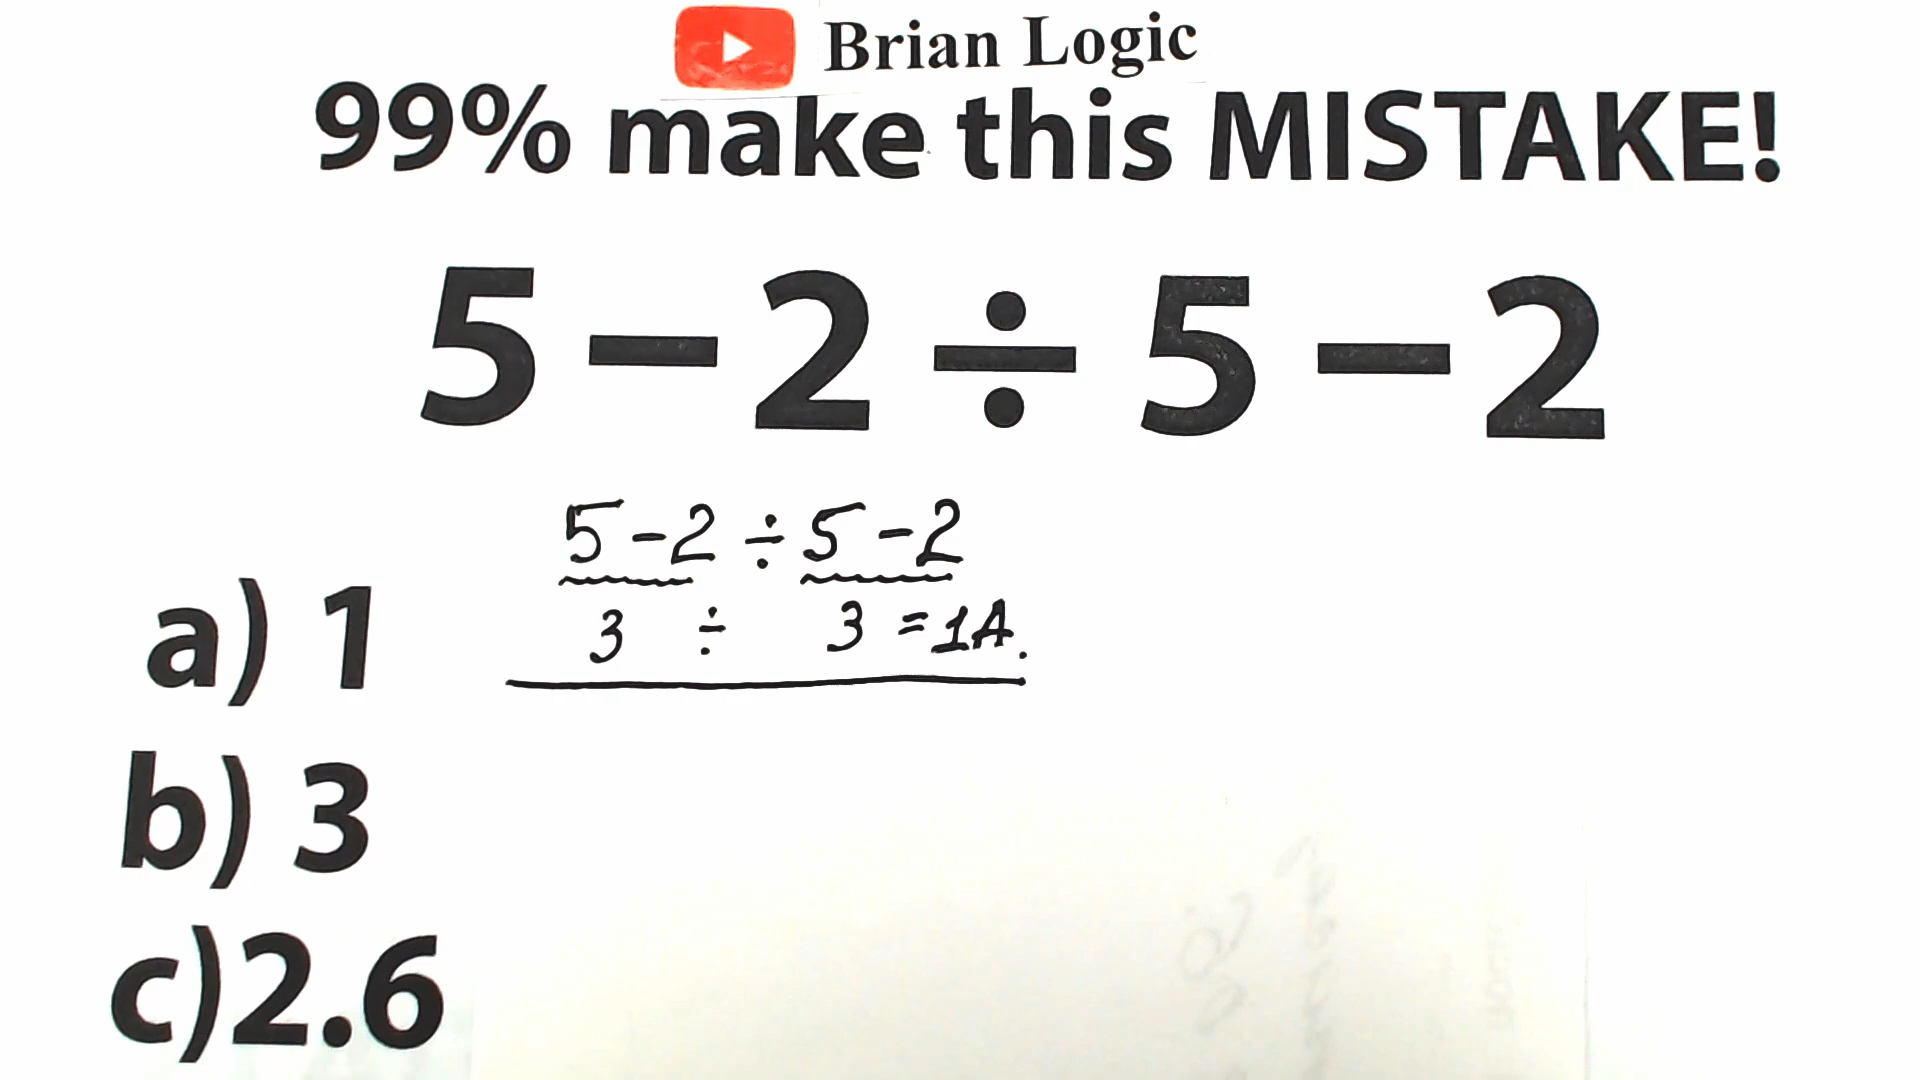 Brian Logic
99% make this MISTAKE!
5 – 2 ÷ 5 – 2
5 - 2 ÷ 5 - 2
3 ÷ 3 = 1A.
a) 1
b) 3
c) 2.6